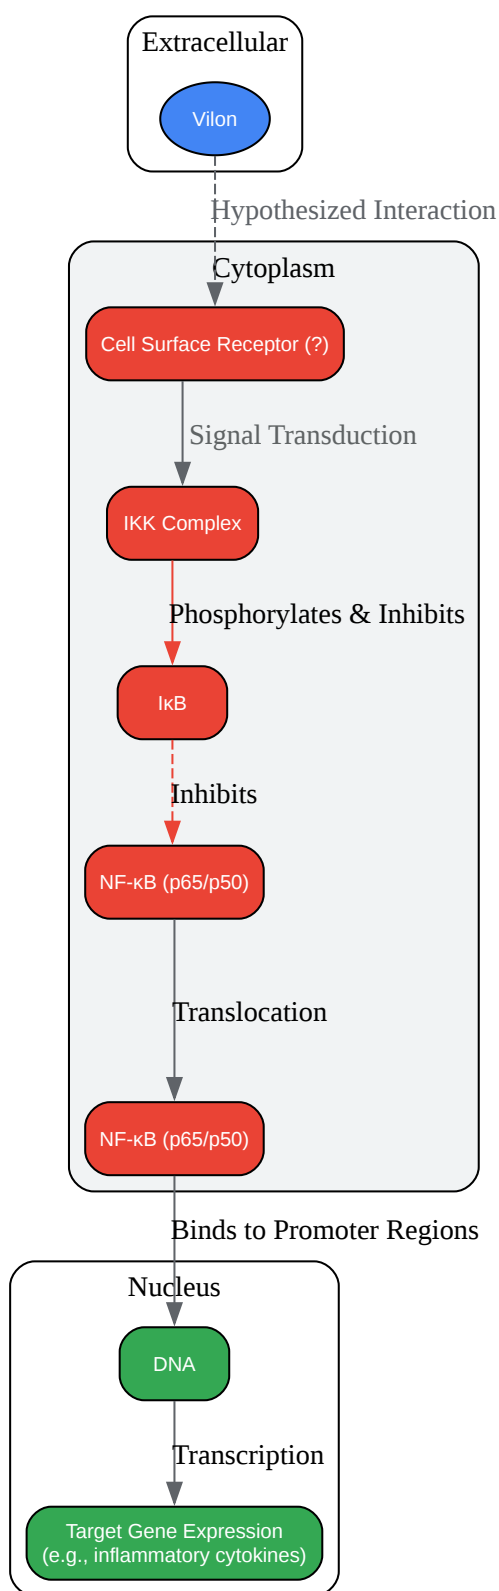 Extracellular
Vilon
Hypothesized Interaction
Cytoplasm
Cell Surface Receptor (?)
Signal Transduction
IKK Complex
Phosphorylates & Inhibits
IκB
Inhibits
NF-κB (p65/p50)
Translocation
NF-κB (p65/p50)
Binds to Promoter Regions
Nucleus
DNA
Transcription
Target Gene Expression
(e.g., inflammatory cytokines)